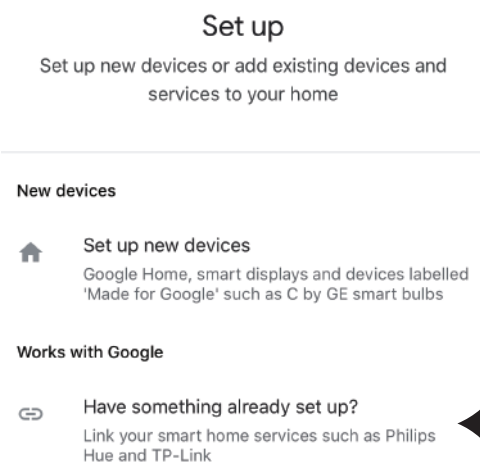 Set up
Set up new devices or add existing devices and
services to your home
New devices
Set up new devices
Google Home, smart displays and devices labelled
'Made for Google' such as C by GE smart bulbs
Works with Google
Have something already set up?
Link your smart home services such as Philips
Hue and TP-Link